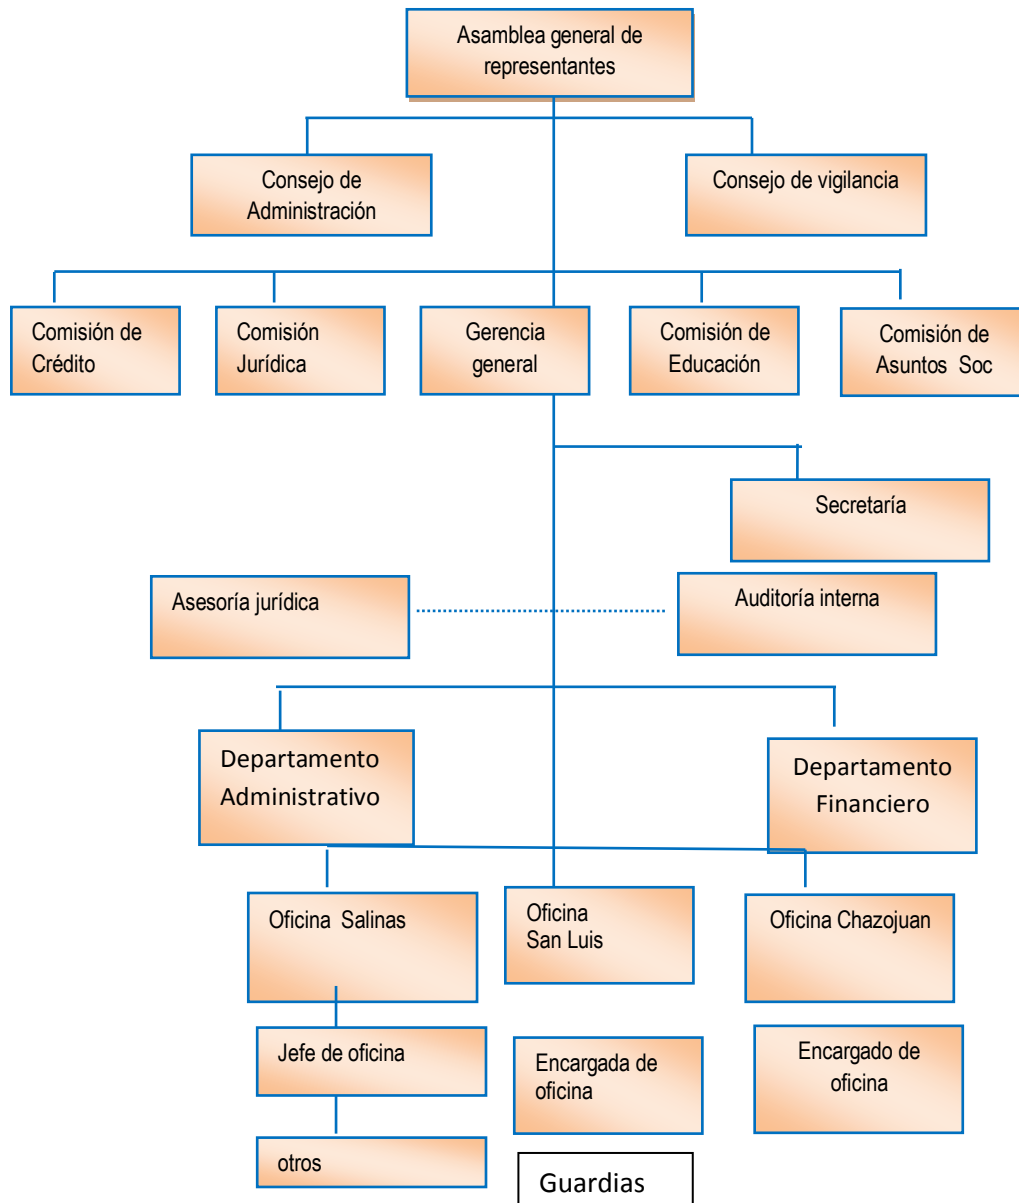 Asamblea general de
representantes
Consejo de
Administración
Consejo de vigilancia
Comisión de
Crédito
Comisión
Jurídica
Gerencia
general
Comisión de
Educación
Comisión de
Asuntos Soc
Secretaría
Asesoría jurídica
Auditoría interna
Departamento
Administrativo
Departamento
Financiero
Oficina Salinas
Oficina
San Luis
Oficina Chazojuan
Jefe de oficina
Encargada de
oficina
Encargado de
oficina
otros
Guardias